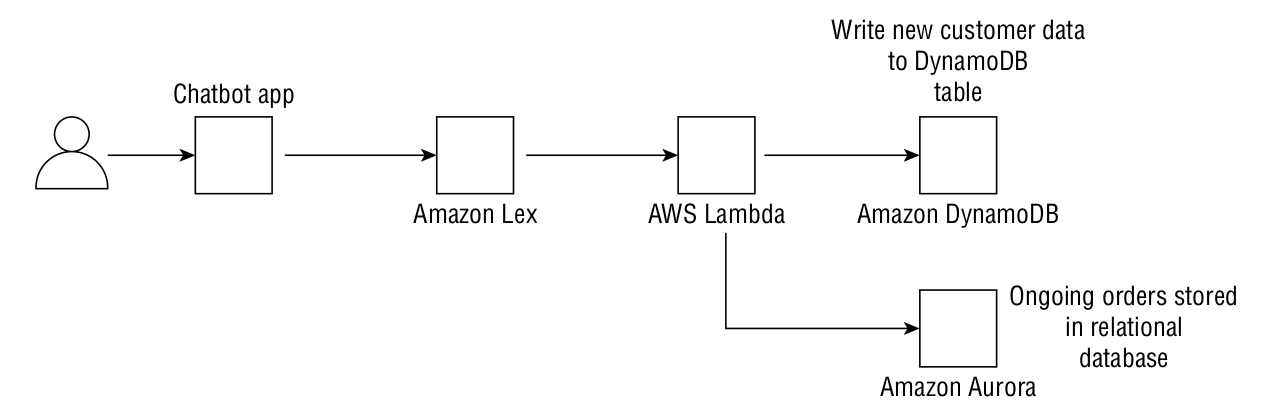 Write new customer data
to DynamoDB
table
Chatbot app
Amazon Lex
AWS Lambda
Amazon DynamoDB
Ongoing orders stored
in relational
database
Amazon Aurora